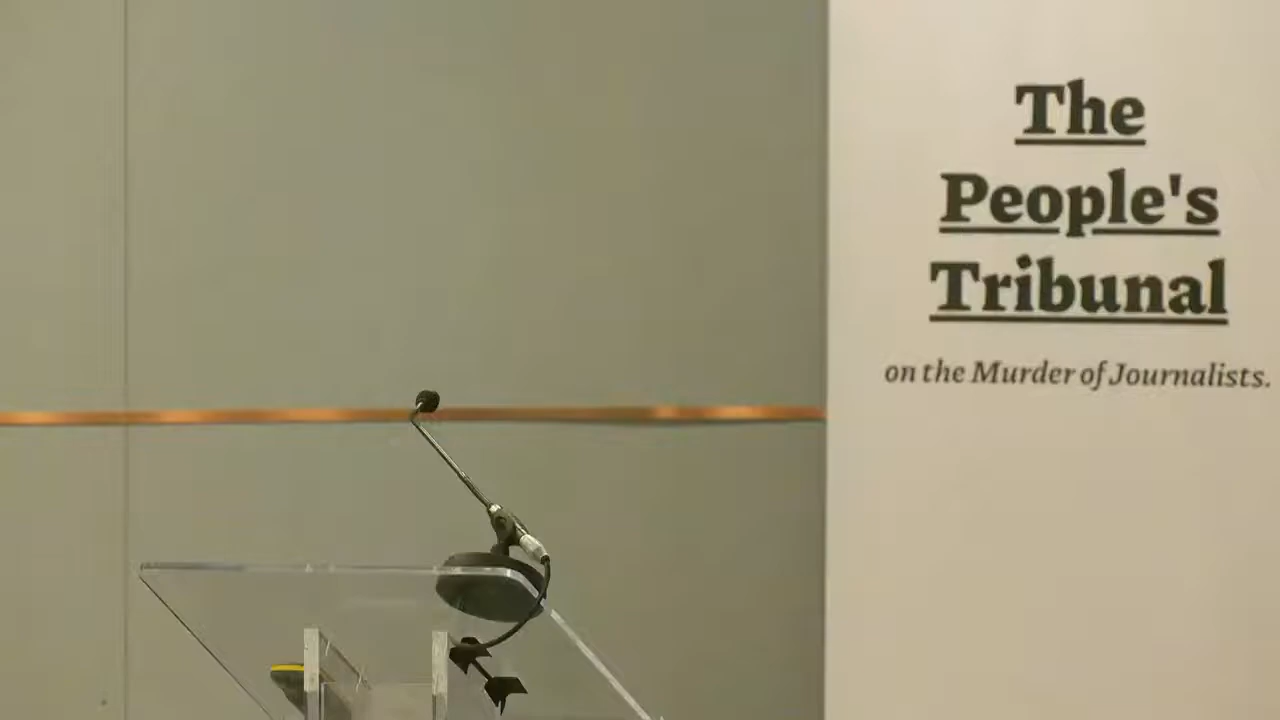 The
People's
Tribunal
on the Murder of Journalists.